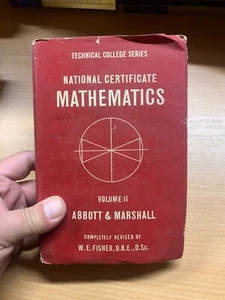 TECHNICAL COLLEGE SERIES
NATIONAL CERTIFICATE
MATHEMATICS
VOLUME II
ABBOTT & MARSHALL
COMPLETELY REVISED BY
W. E. FISHER, O.B.E., D.Sc.